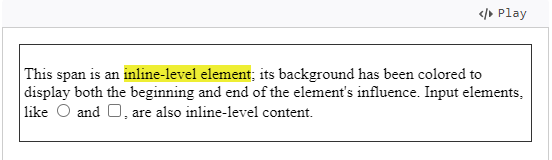 </> Play
This span is an inline-level element; its background has been colored to
display both the beginning and end of the element's influence. Input elements,
like and , are also inline-level content.